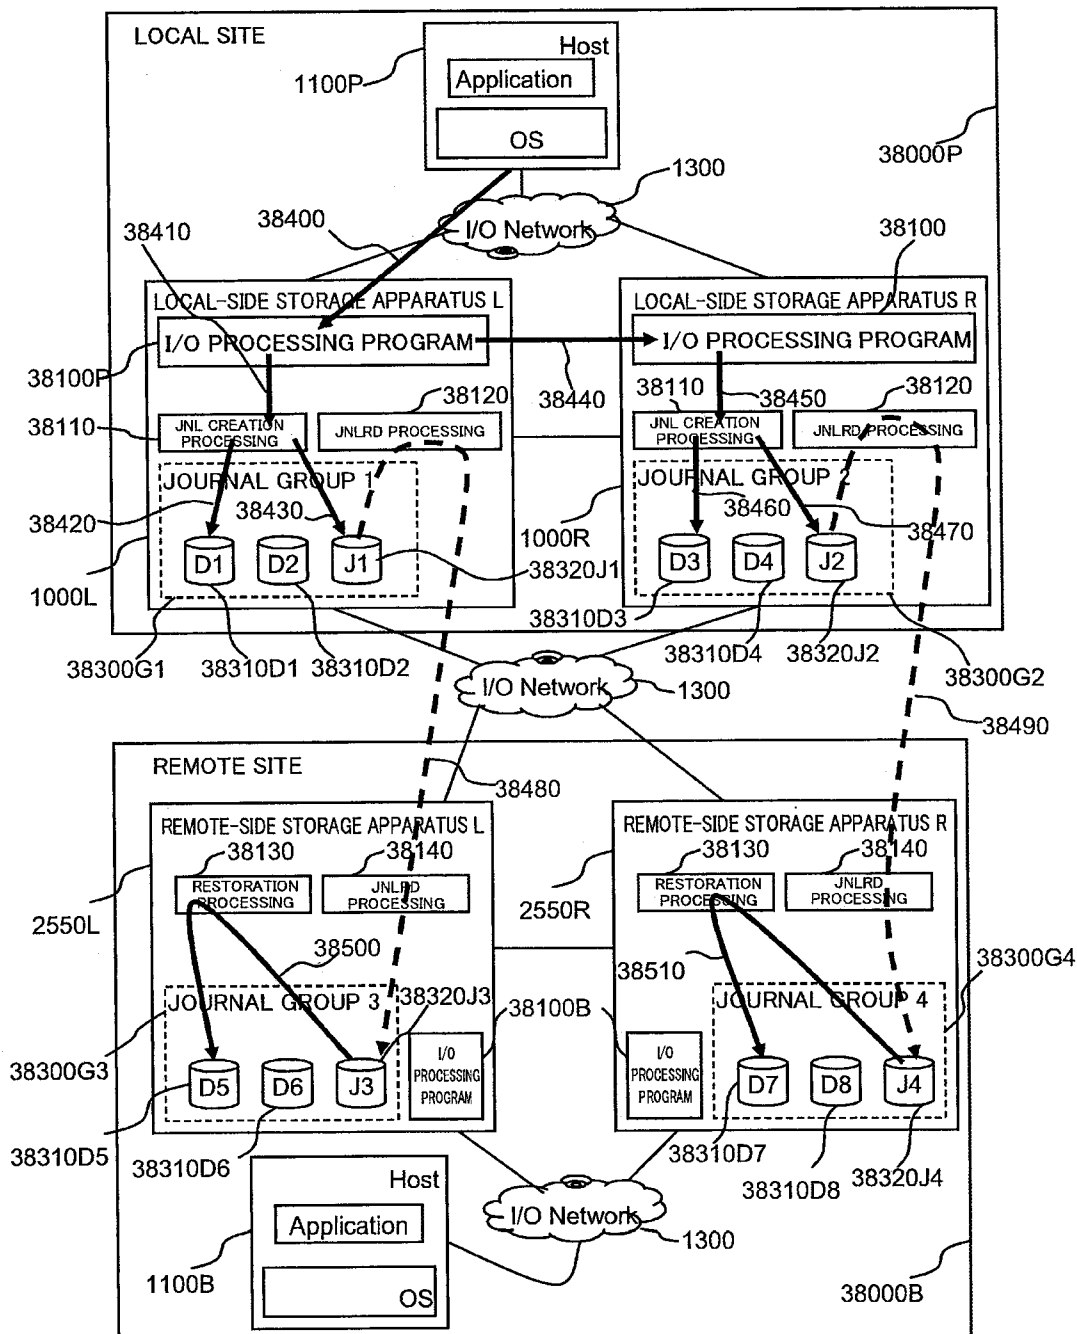 LOCAL SITE
Host
Application
OS
1100P
38000P
1300
38400
38410
I/O Network
38100
LOCAL-SIDE STORAGE APPARATUS L
LOCAL-SIDE STORAGE APPARATUS R
I/O PROCESSING PROGRAM
I/O PROCESSING PROGRAM
38100P
38440
38120
38110
38450
38120
38110
JNL CREATION
PROCESSING
JNLRD PROCESSING
JNL CREATION
PROCESSING
JNLRD PROCESSING
JOURNAL GROUP 1
JOURNAL GROUP 2
38420
38430
38460
38470
1000R
D1
D2
J1
D3
D4
J2
38320J1
1000L
38310D3
38300G1
38310D1
38310D2
38310D4
38320J2
38300G2
I/O Network
1300
38490
REMOTE SITE
38480
REMOTE-SIDE STORAGE APPARATUS L
REMOTE-SIDE STORAGE APPARATUS R
38130
38140
38130
38140
RESTORATION
PROCESSING
JNLRD
PROCESSING
RESTORATION
PROCESSING
JNLRD
PROCESSING
2550L
2550R
38500
38510
38300G4
38320J3
JOURNAL GROUP 3
38100B
JOURNAL GROUP 4
38300G3
D5
D6
J3
I/O
PROCESSING
PROGRAM
I/O
PROCESSING
PROGRAM
D7
D8
J4
38310D5
38310D6
38310D7
38310D8
38320J4
Host
Application
OS
I/O Network
1300
1100B
38000B